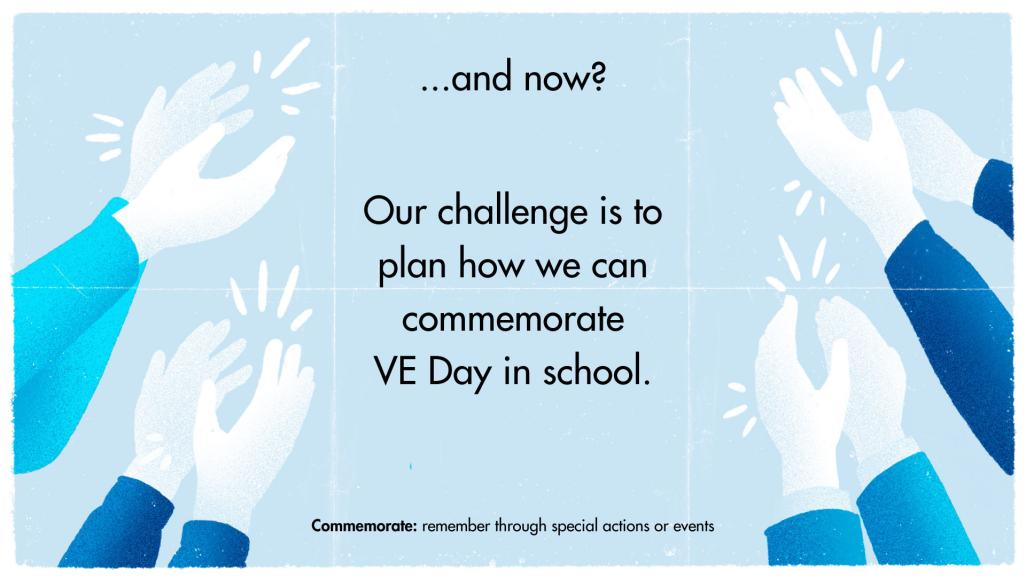 ...and now?
Our challenge is to
plan how we can
commemorate
VE Day in school.
Commemorate: remember through special actions or events